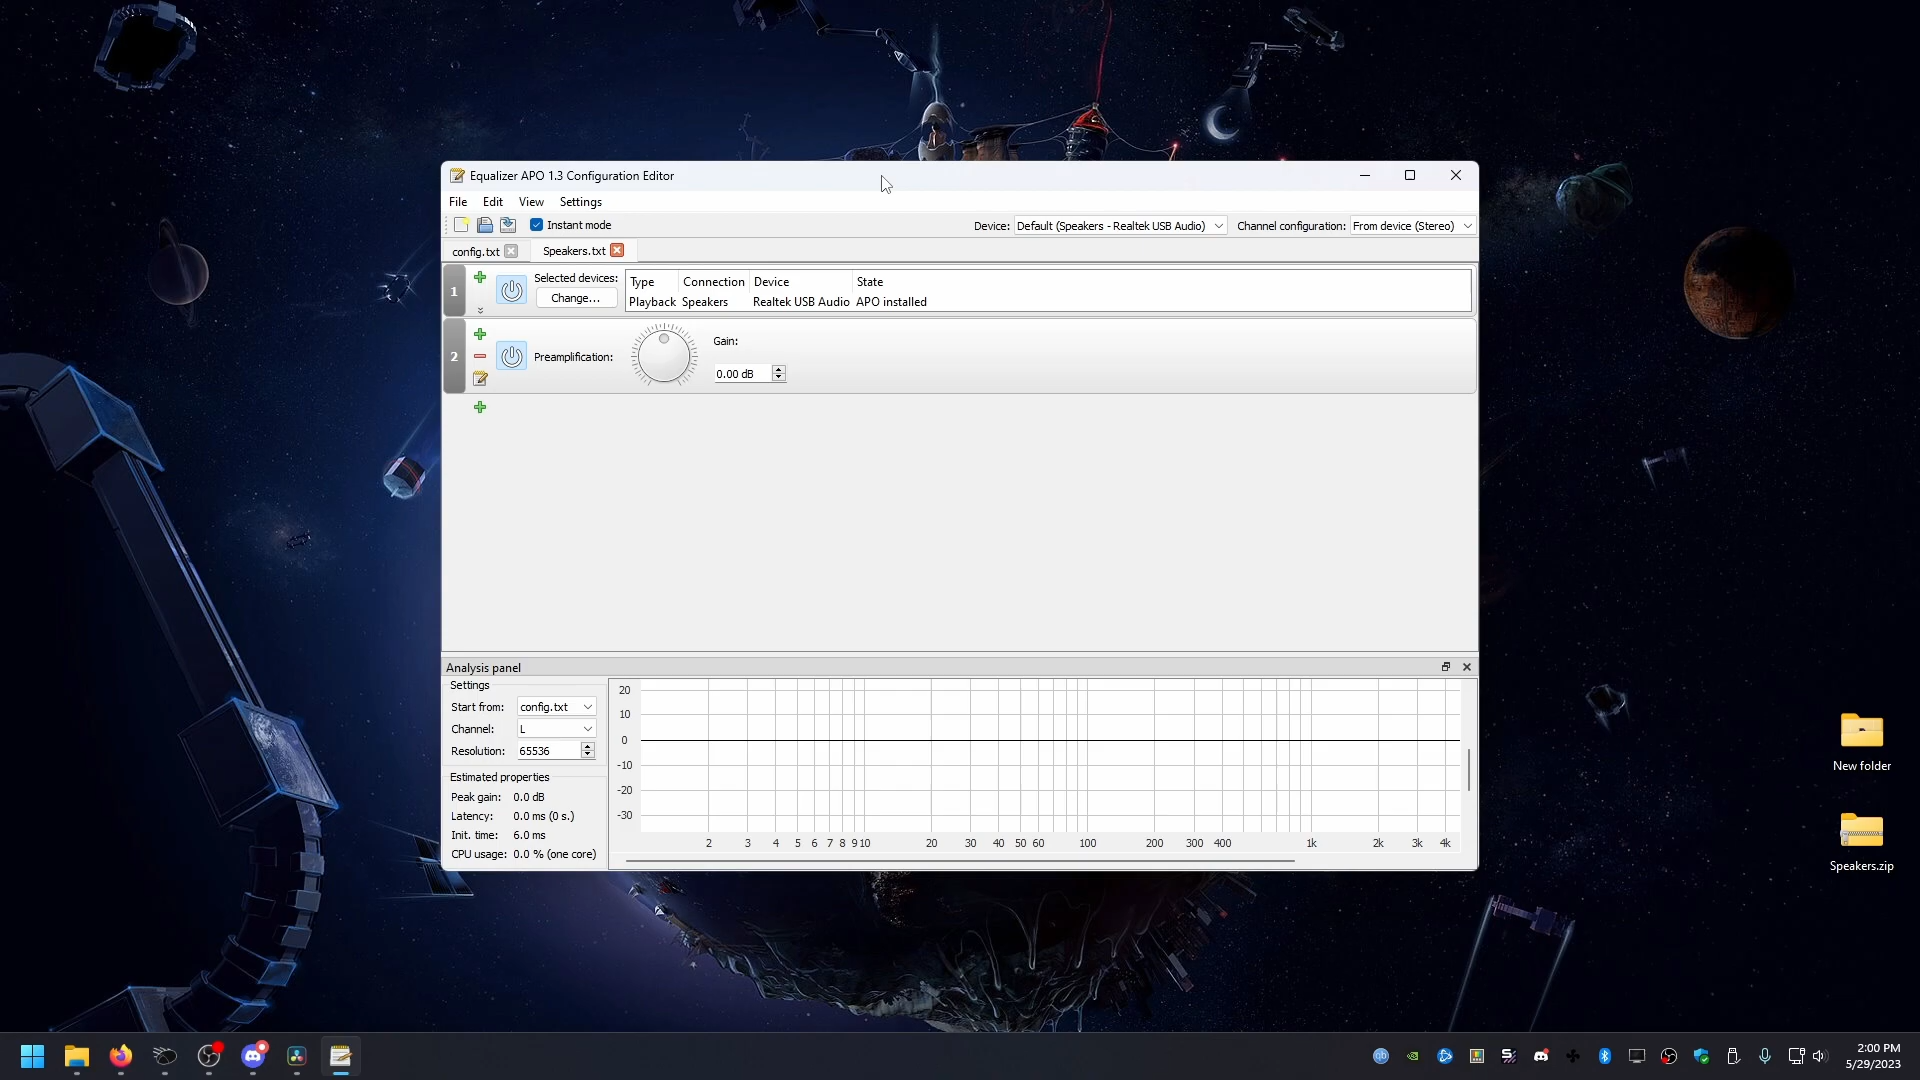 Equalizer APO 1.3 Configuration Editor
File Edit View Settings
Instant mode Device: Default (Speakers - Realtek USB Audio) Channel configuration: From device (Stereo)
config.txt Speakers.txt
1 Selected devices: Change... Type Connection Device State
Playback Speakers Realtek USB Audio APO installed
2 Preamplification: Gain:
0.00 dB
Analysis panel
Settings
Start from: config.txt
Channel: L
Resolution: 65536
Estimated properties
Peak gain: 0.0 dB
Latency: 0.0 ms (0 s.)
Init. time: 6.0 ms
CPU usage: 0.0 % (one core)
20
10
0
-10
-20
-30
2 3 4 5 6 7 8 9 10 20 30 40 50 60 100 200 300 400 1k 2k 3k 4k
New folder
Speakers.zip
2:00 PM
5/29/2023